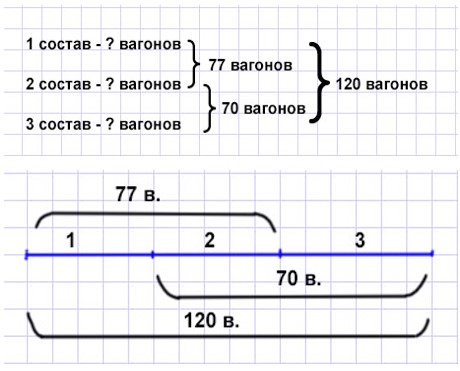 1 состав - ? вагонов
77 вагонов
2 состав - ? вагонов
120 вагонов
70 вагонов
3 состав - ? вагонов
77 в.
1 2 3
70 в.
120 в.